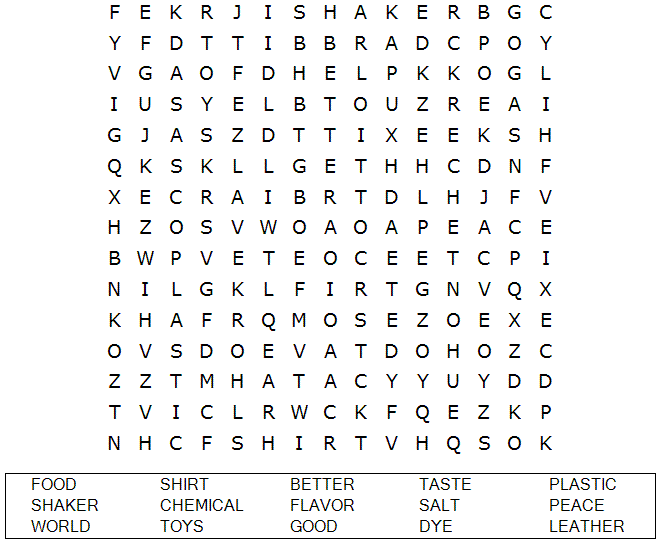 F E K R J I S H A K E R B G C
Y F D T T I B B R A D C P O Y
V G A O F D H E L P K K O G L
I U S Y E L B T O U Z R E A I
G J A S Z D T T I X E E K S H
Q K S K L L G E T H H C D N F
X E C R A I B R T D L H J F V
H Z O S V W O A O A P E A C E
B W P V E T E O C E E T C P I
N I L G K L F I R T G N V Q X
K H A F R Q M O S E Z O E X E
O V S D O E V A T D O H O Z C
Z Z T M H A T A C Y Y U Y D D
T V I C L R W C K F Q E Z K P
N H C F S H I R T V H Q S O K
FOOD SHIRT BETTER TASTE PLASTIC
SHAKER CHEMICAL FLAVOR SALT PEACE
WORLD TOYS GOOD DYE LEATHER